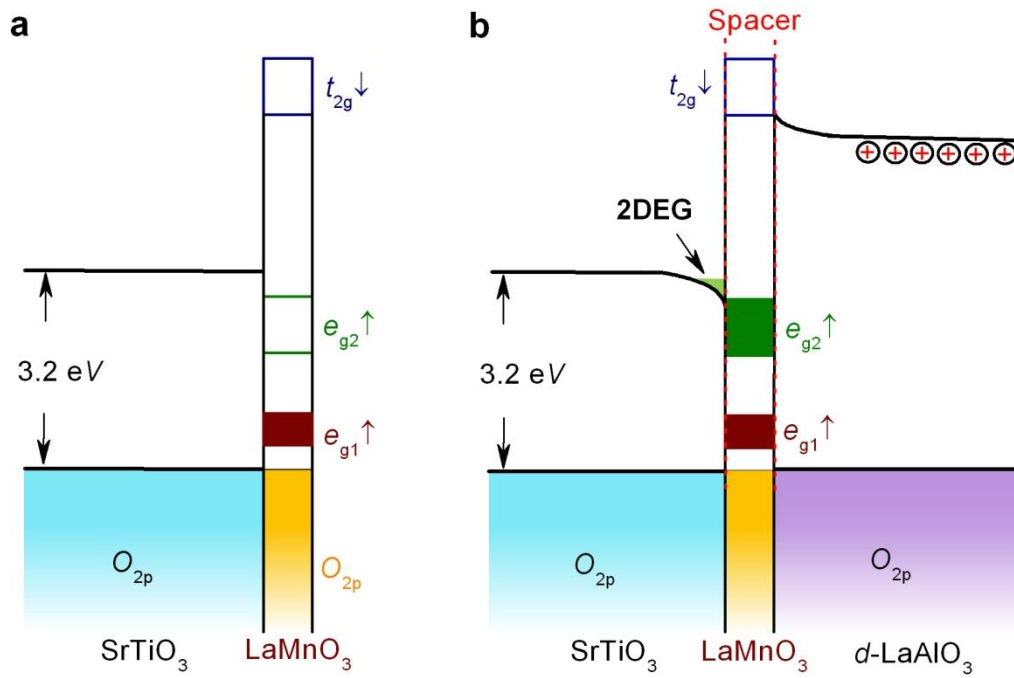 a
t2g↓
eg2↑
3.2 eV
eg1↑
O2p
O2p
SrTiO3
LaMnO3
b
Spacer
t2g↓
+ + + + + +
2DEG
eg2↑
3.2 eV
eg1↑
O2p
O2p
SrTiO3
LaMnO3
d-LaAlO3